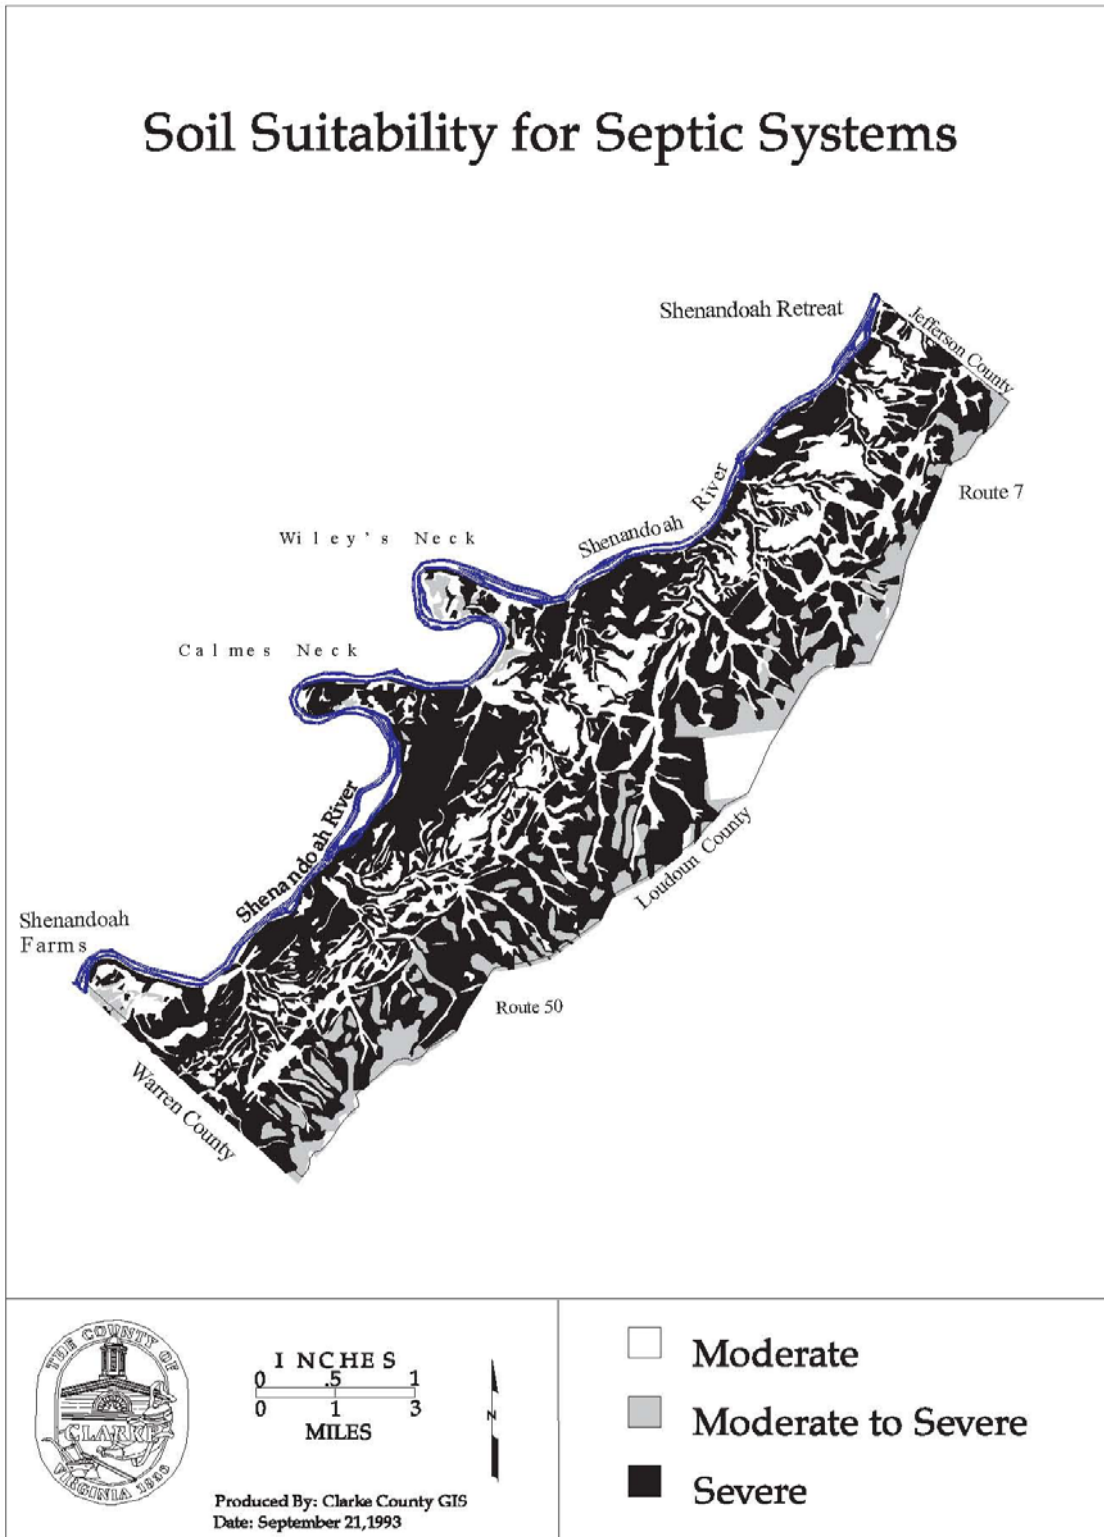 Soil Suitability for Septic Systems
Shenandoah Retreat
Jefferson County
Route 7
Shenandoah River
Wiley's Neck
Calmes Neck
Shenandoah River
Loudoun County
Shenandoah
Farms
Route 50
Warren County
THE COUNTY OF
CLARKE
VIRGINIA 1836
INCHES
0 .5 1
0 1 3
MILES
N
Produced By: Clarke County GIS
Date: September 21,1993
Moderate
Moderate to Severe
Severe